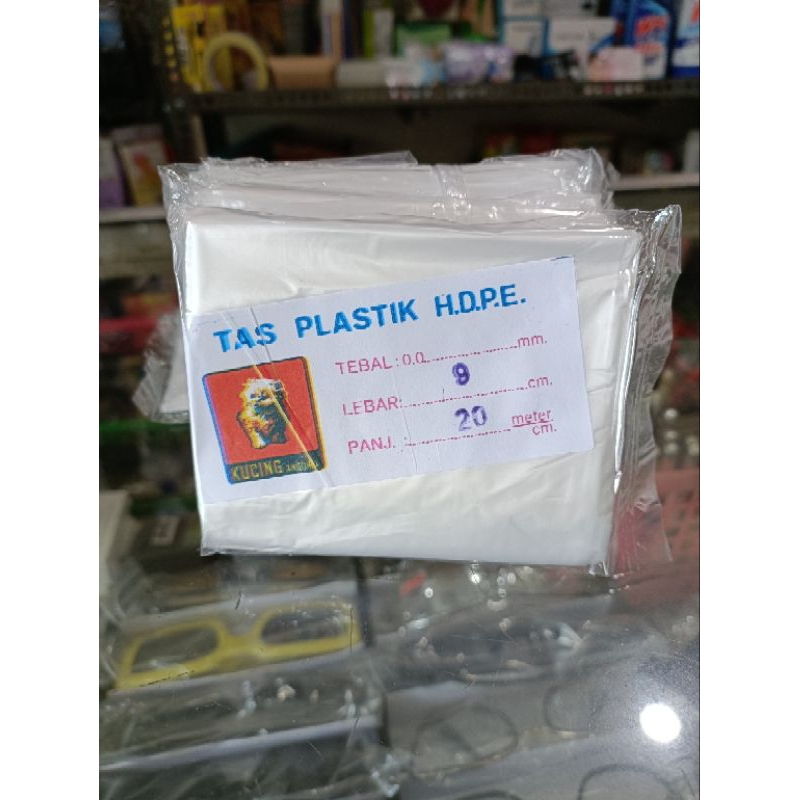 TAS PLASTIK H.D.P.E.
TEBAL: 0.0..................mm.
LEBAR:.......... 9 ..........cm.
PANJ. :.......... 20 meter
cm.
KUCING